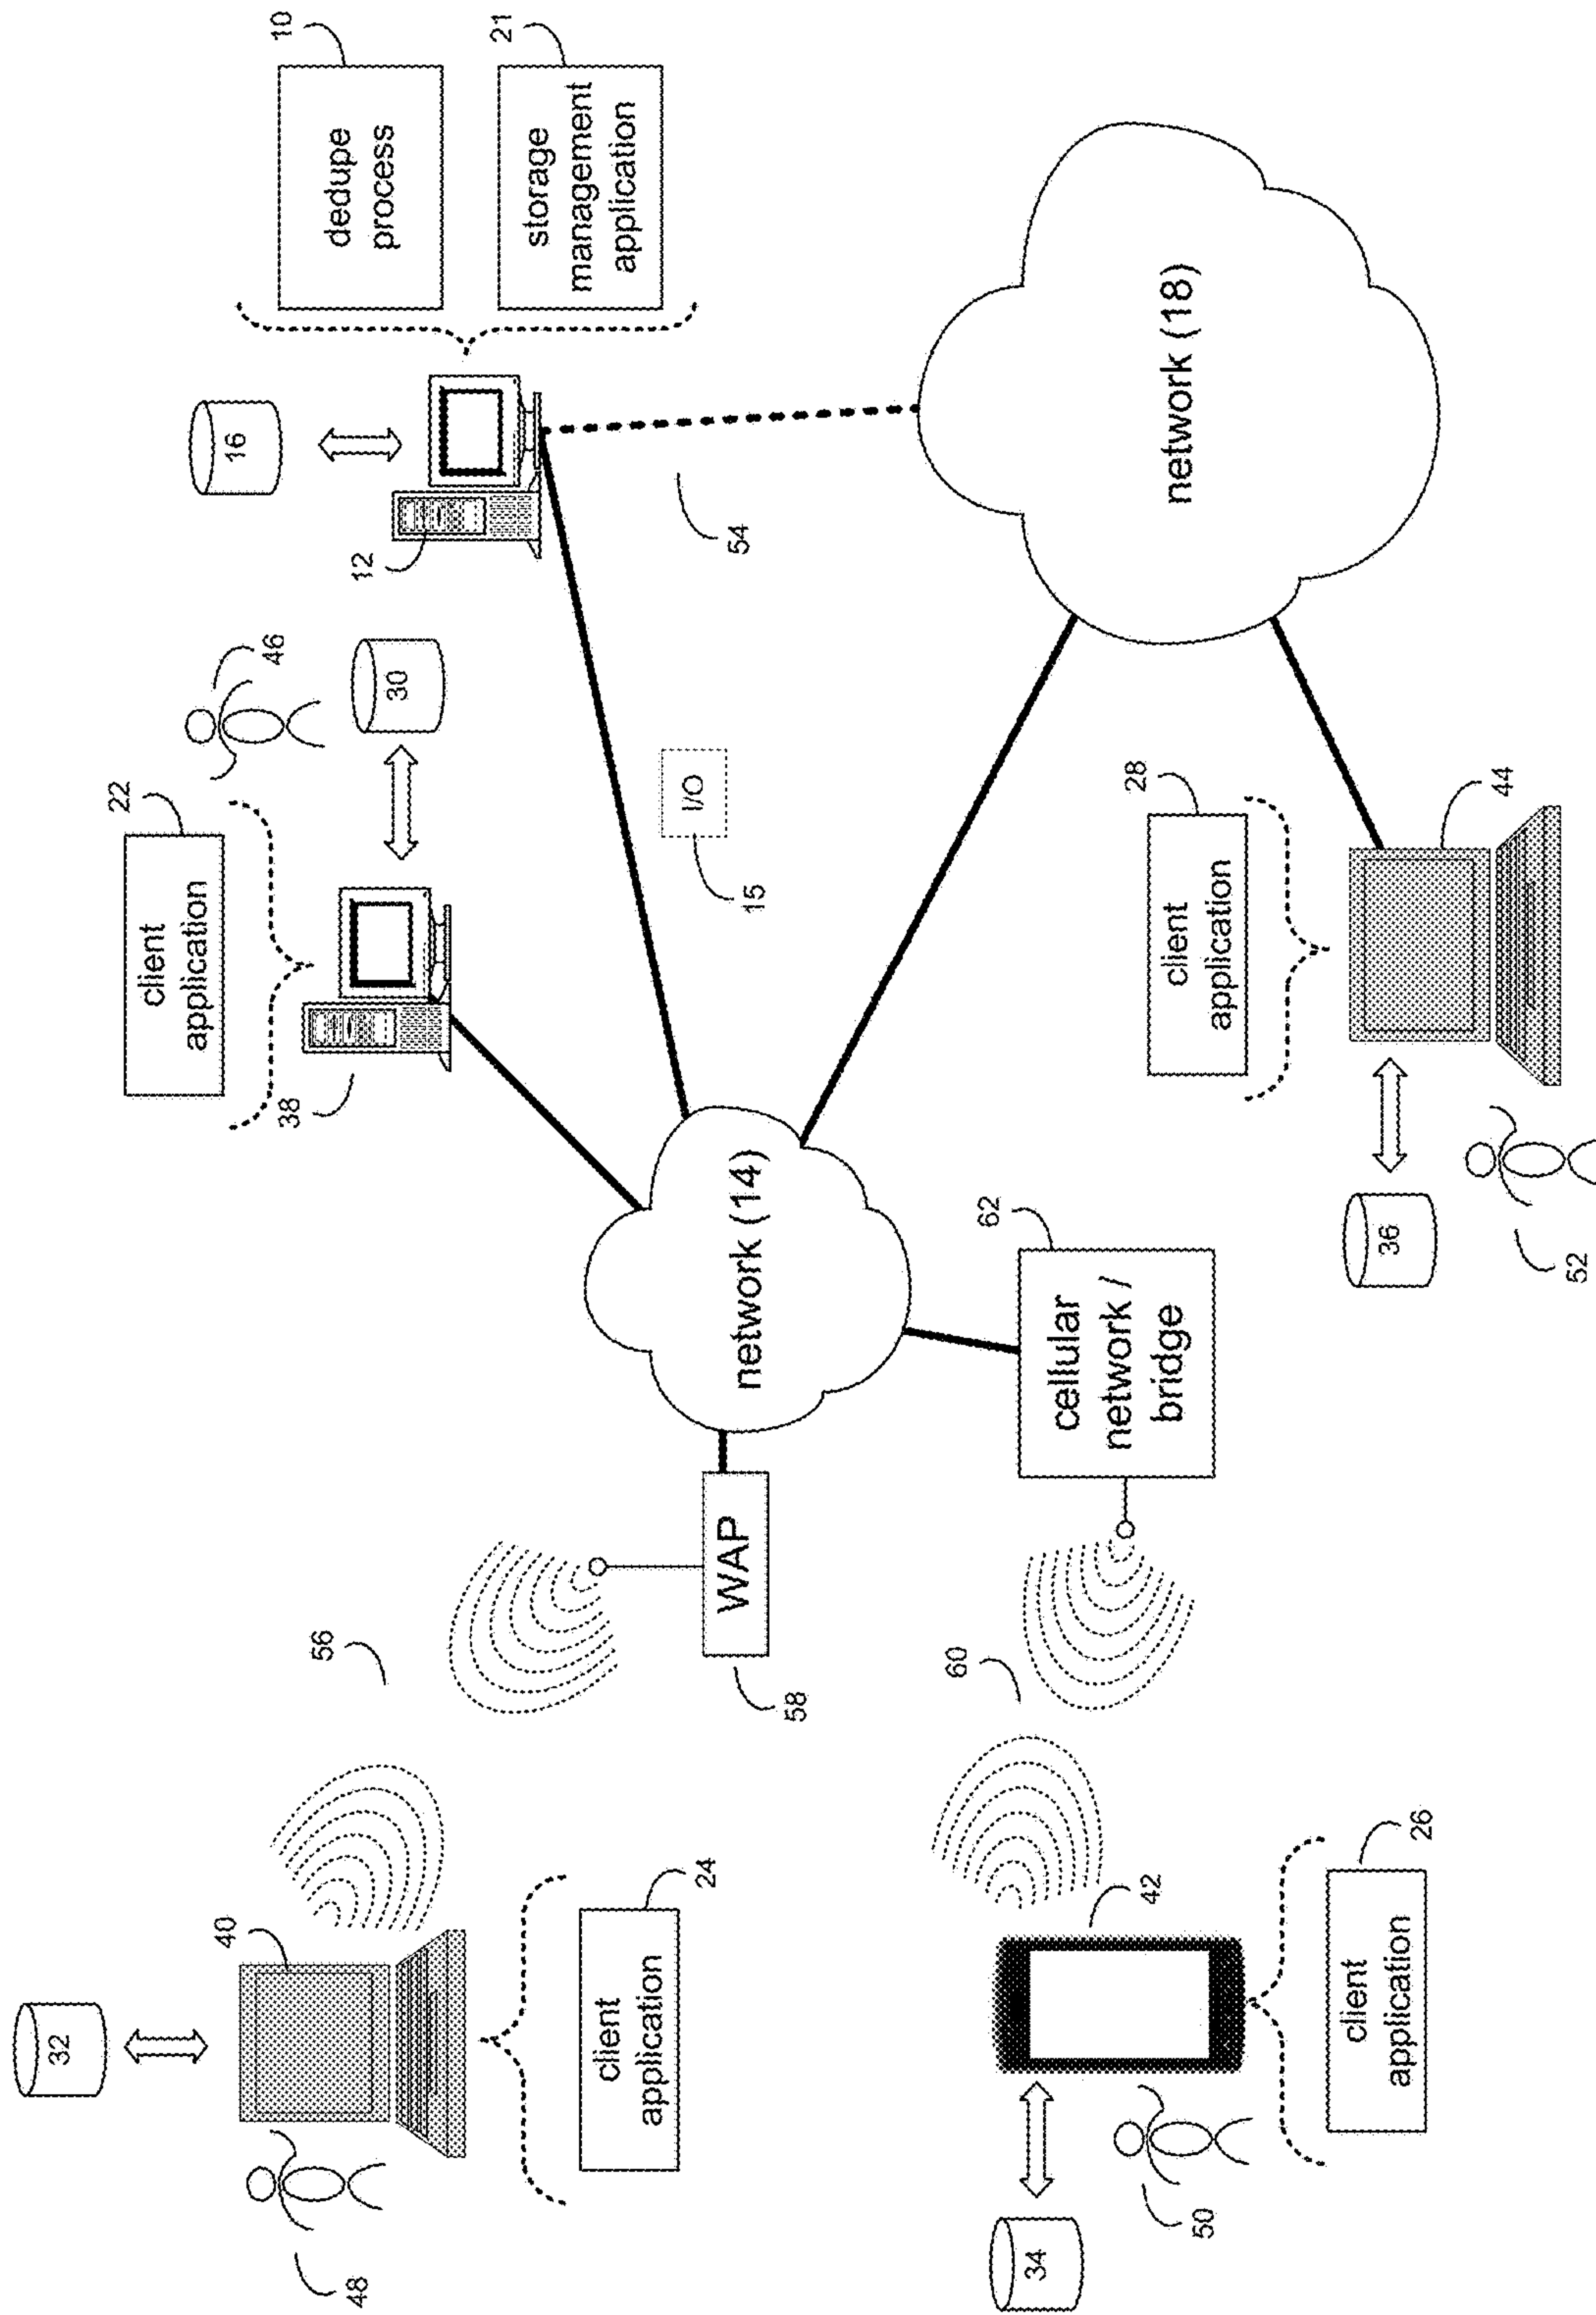 32
22
client
application
40
16
46
10
38
56
48
dedupe
process
12
30
21
storage
management
application
client
application
24
I/O
54
WAP
network (14)
15
58
60
62
34
cellular
network /
bridge
28
42
client
application
network (18)
50
client
application
36
26
44
52